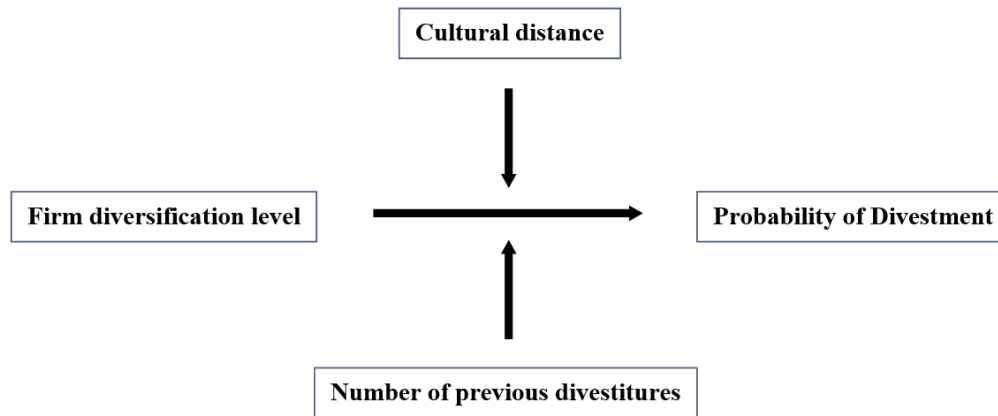 Cultural distance
Firm diversification level
Probability of Divestment
Number of previous divestitures